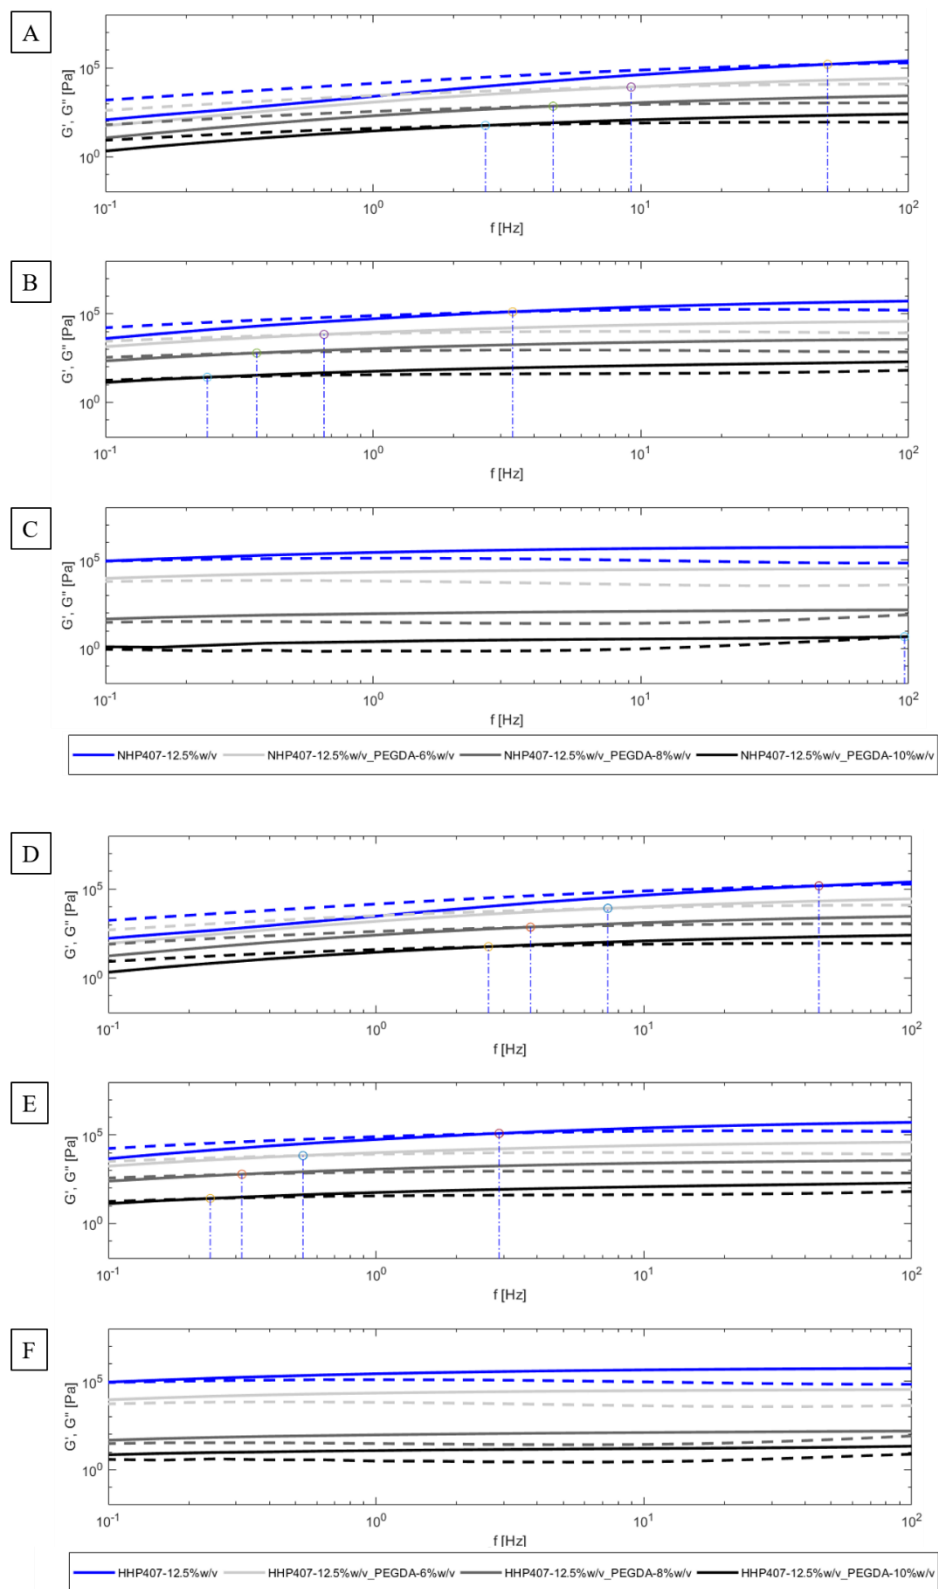 A
G', G'' [Pa]
10^5
10^0
10^-1 10^0 10^1 10^2
f [Hz]
B
G', G'' [Pa]
10^5
10^0
10^-1 10^0 10^1 10^2
f [Hz]
C
G', G'' [Pa]
10^5
10^0
10^-1 10^0 10^1 10^2
f [Hz]
NHP407-12.5%w/v NHP407-12.5%w/v_PEGDA-6%w/v NHP407-12.5%w/v_PEGDA-8%w/v NHP407-12.5%w/v_PEGDA-10%w/v
D
G', G'' [Pa]
10^5
10^0
10^-1 10^0 10^1 10^2
f [Hz]
E
G', G'' [Pa]
10^5
10^0
10^-1 10^0 10^1 10^2
f [Hz]
F
G', G'' [Pa]
10^5
10^0
10^-1 10^0 10^1 10^2
f [Hz]
HHP407-12.5%w/v HHP407-12.5%w/v_PEGDA-6%w/v HHP407-12.5%w/v_PEGDA-8%w/v HHP407-12.5%w/v_PEGDA-10%w/v